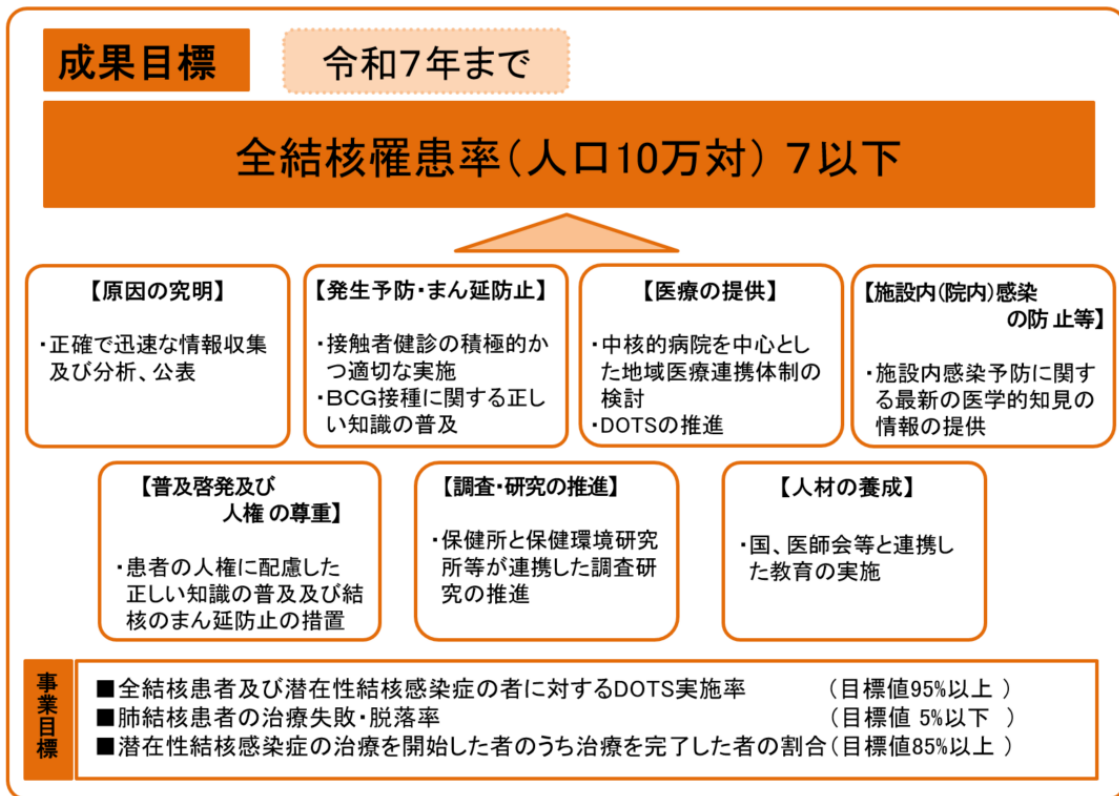 成果目標
令和7年まで
全結核罹患率(人口10万対) 7以下
【原因の究明】
・正確で迅速な情報収集
及び分析、公表
【発生予防・まん延防止】
・接触者健診の積極的か
つ適切な実施
・BCG接種に関する正し
い知識の普及
【医療の提供】
・中核的病院を中心とし
た地域医療連携体制の
検討
・DOTSの推進
【施設内(院内)感染
の防止等】
・施設内感染予防に関す
る最新の医学的知見の
情報の提供
【普及啓発及び
人権の尊重】
・患者の人権に配慮した
正しい知識の普及及び結
核のまん延防止の措置
【調査・研究の推進】
・保健所と保健環境研究
所等が連携した調査研
究の推進
【人材の養成】
・国、医師会等と連携し
た教育の実施
事業目標
■全結核患者及び潜在性結核感染症の者に対するDOTS実施率 (目標値95%以上 )
■肺結核患者の治療失敗・脱落率 (目標値 5%以下 )
■潜在性結核感染症の治療を開始した者のうち治療を完了した者の割合(目標値85%以上 )